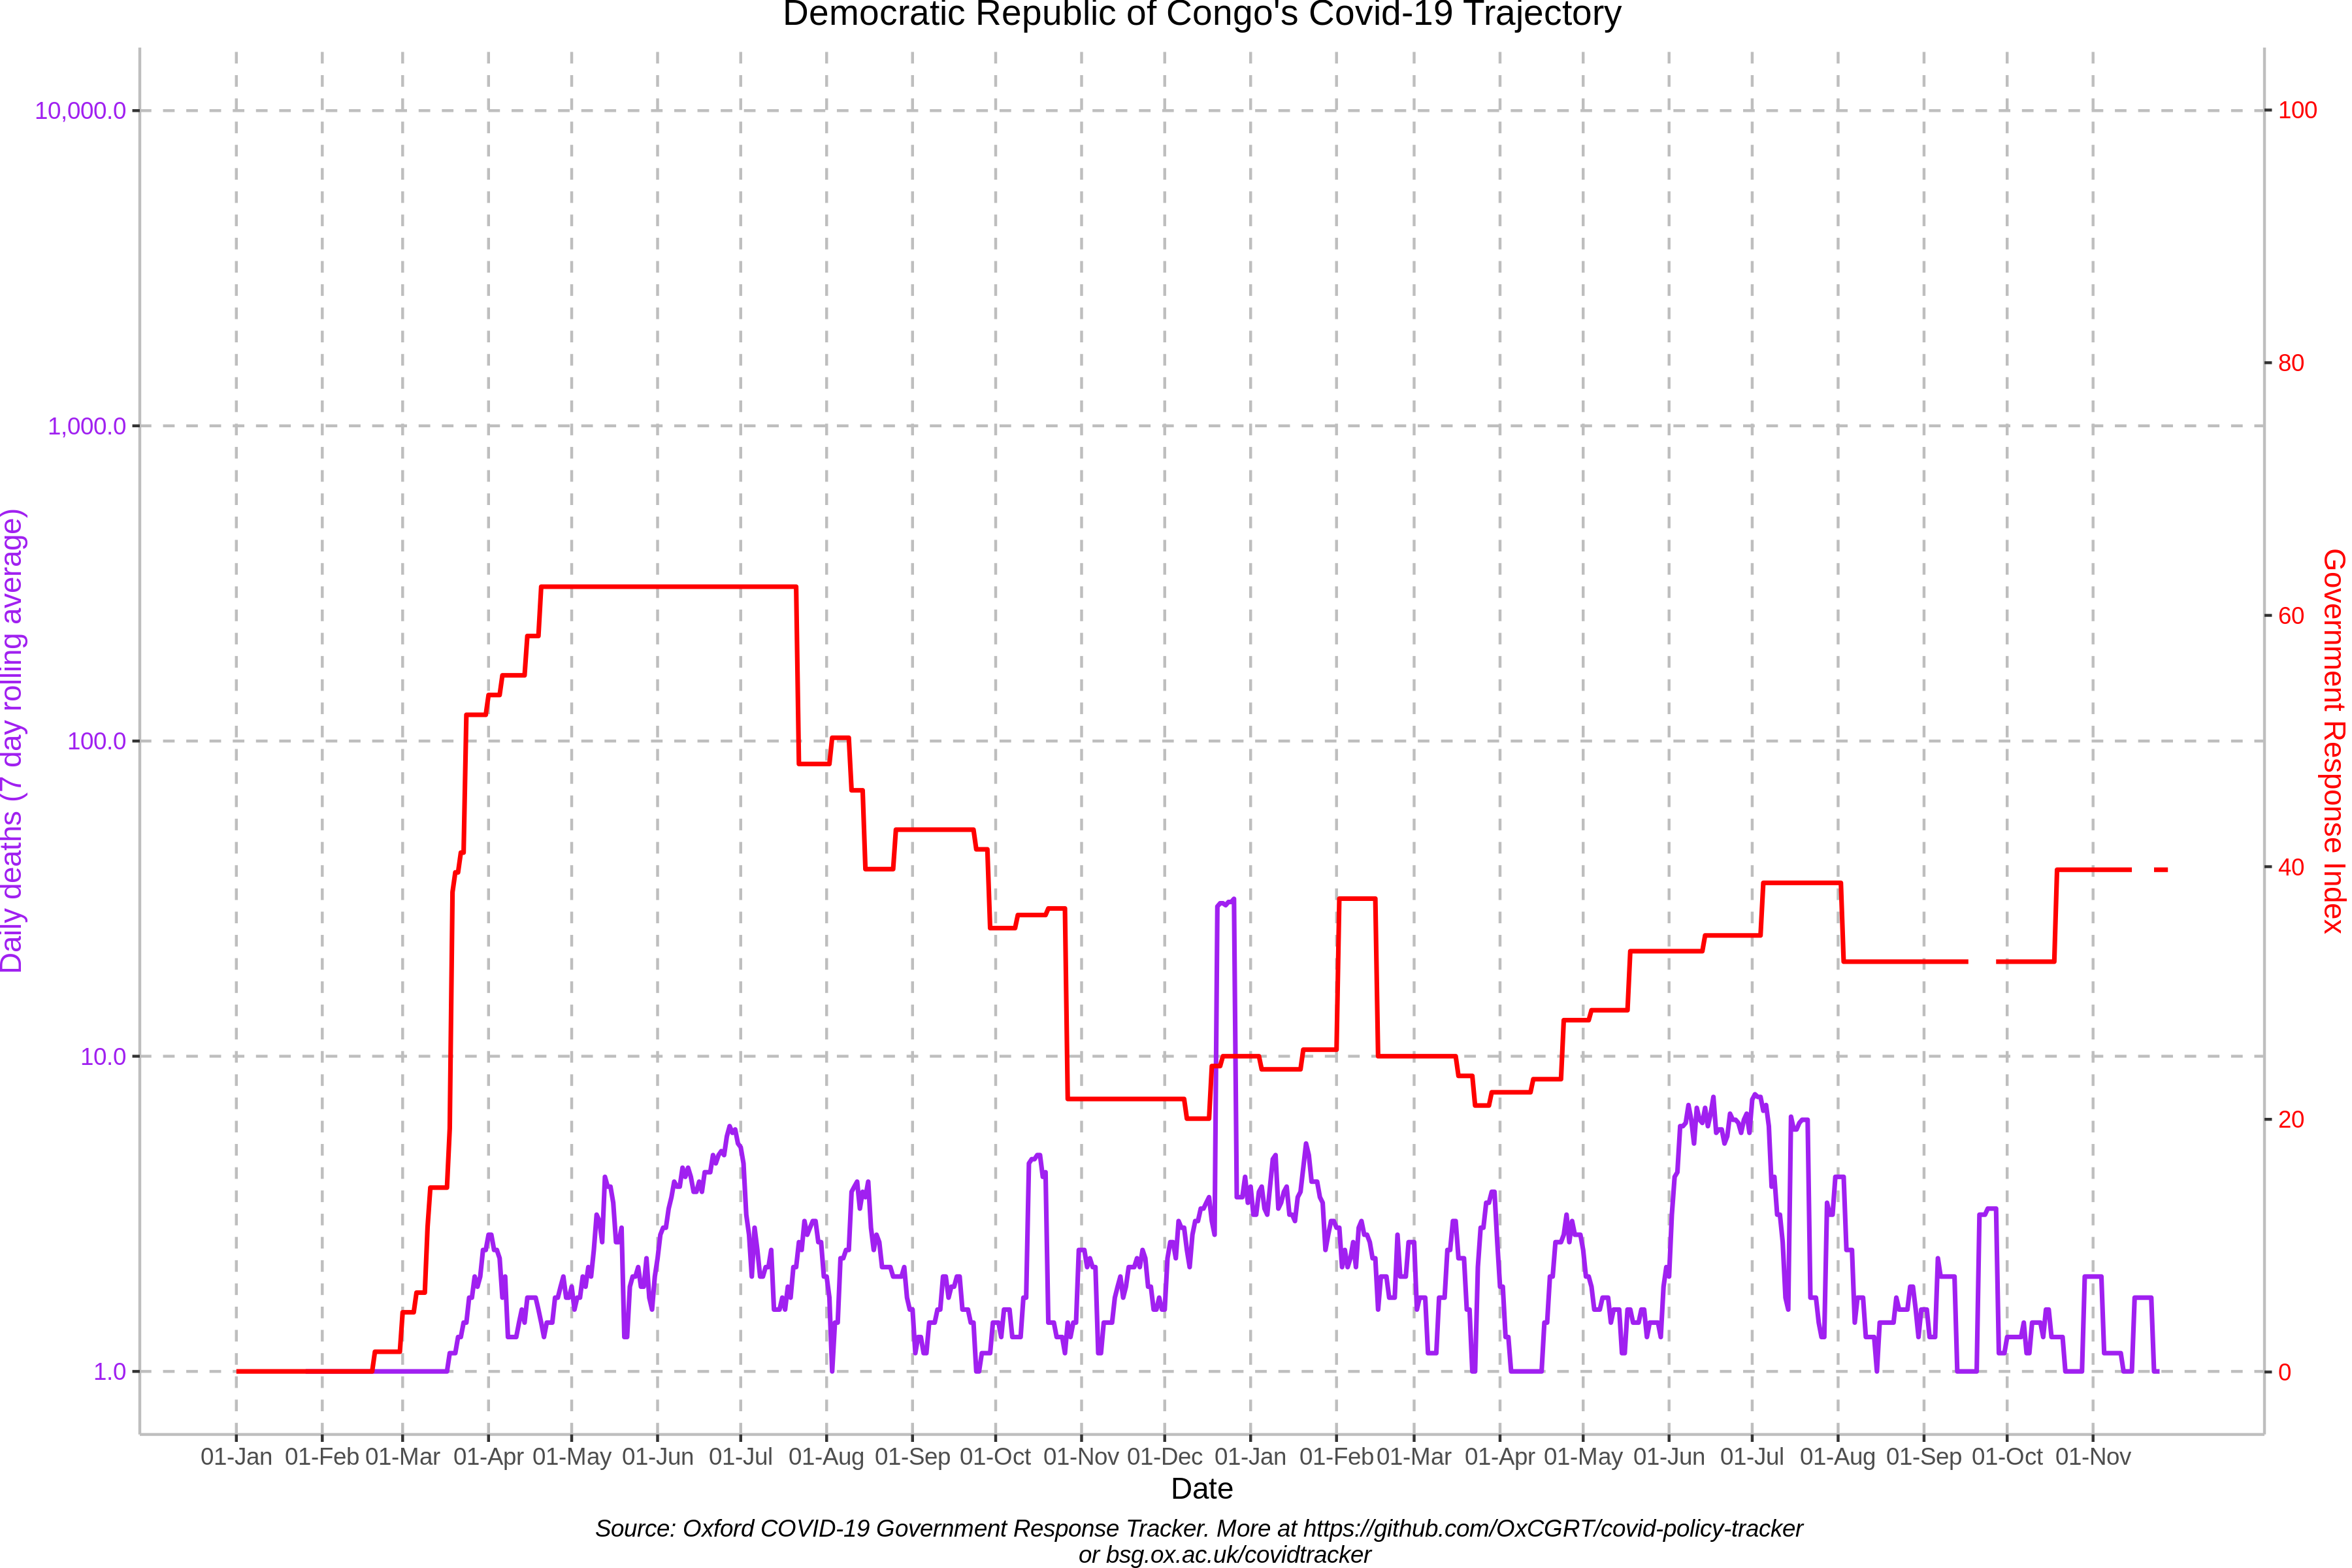 Democratic Republic of Congo's Covid-19 Trajectory
10,000.0
1,000.0
100.0
10.0
1.0
Daily deaths (7 day rolling average)
100
80
60
40
20
0
Government Response Index
01-Jan 01-Feb 01-Mar 01-Apr 01-May 01-Jun 01-Jul 01-Aug 01-Sep 01-Oct 01-Nov 01-Dec 01-Jan 01-Feb 01-Mar 01-Apr 01-May 01-Jun 01-Jul 01-Aug 01-Sep 01-Oct 01-Nov
Date
Source: Oxford COVID-19 Government Response Tracker. More at https://github.com/OxCGRT/covid-policy-tracker
or bsg.ox.ac.uk/covidtracker